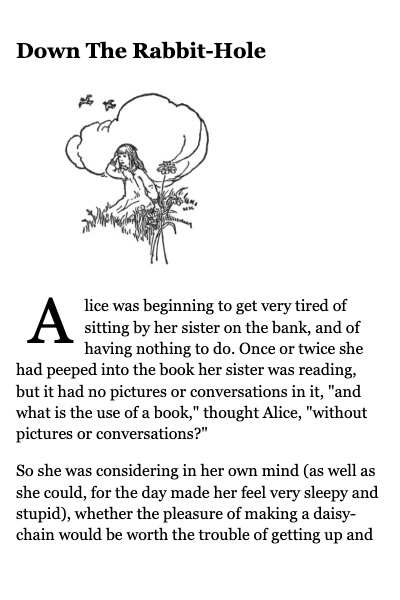 Down The Rabbit-Hole
Alice was beginning to get very tired of
sitting by her sister on the bank, and of
having nothing to do. Once or twice she
had peeped into the book her sister was reading,
but it had no pictures or conversations in it, "and
what is the use of a book," thought Alice, "without
pictures or conversations?"
So she was considering in her own mind (as well as
she could, for the day made her feel very sleepy and
stupid), whether the pleasure of making a daisy-
chain would be worth the trouble of getting up and